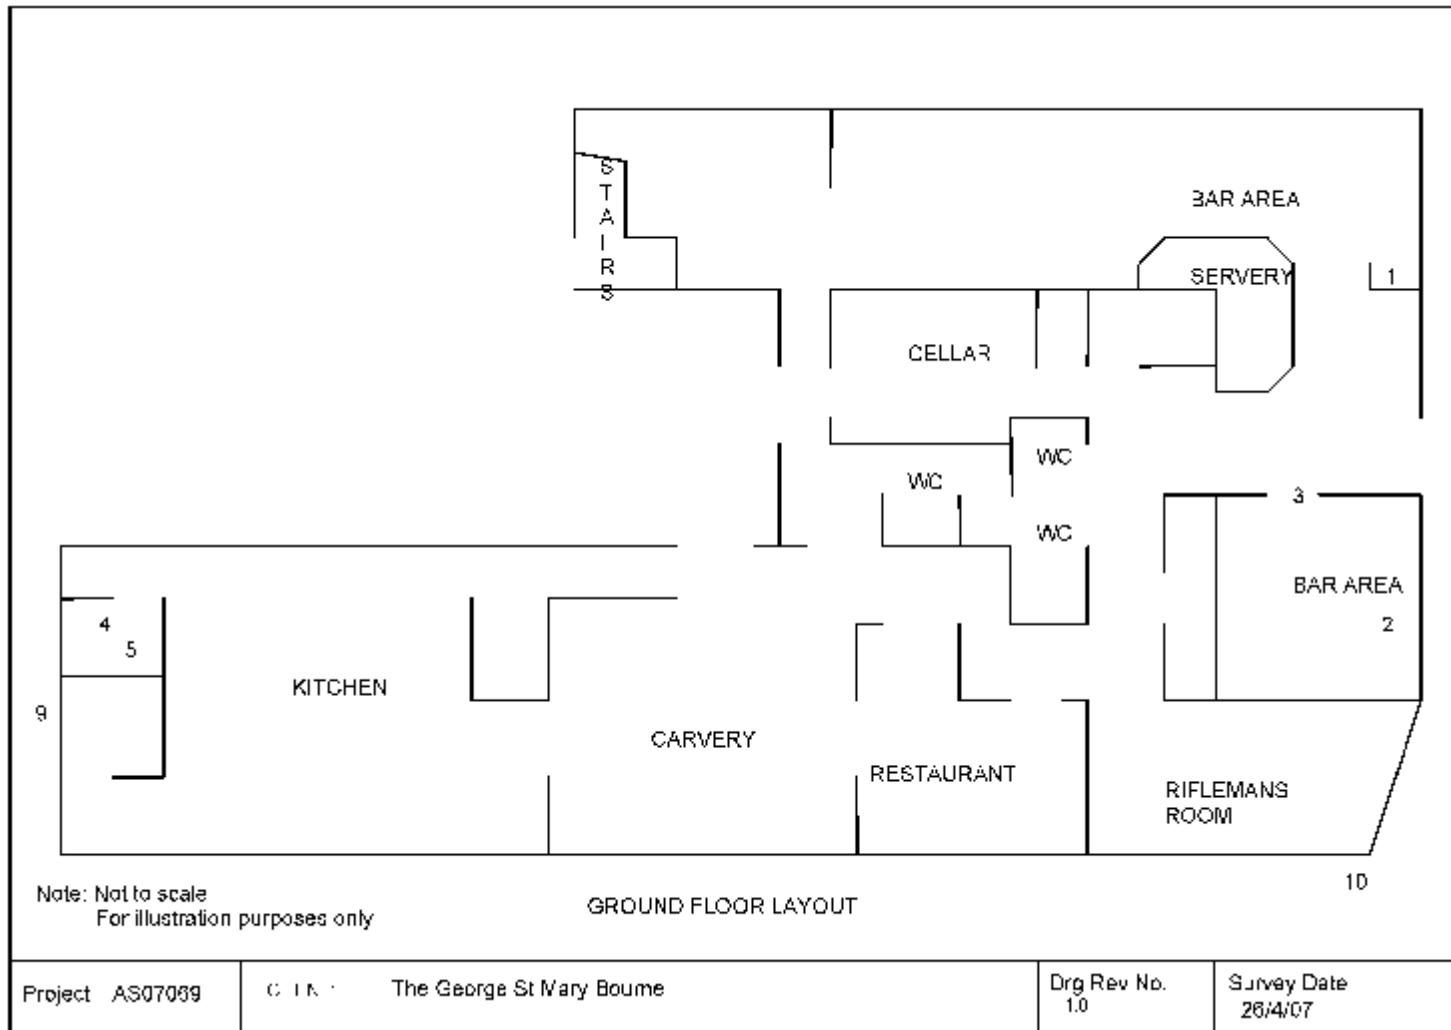 STAIRS
BAR AREA
SERVERY
1
CELLAR
WC
WC
3
WC
BAR AREA
2
4
5
KITCHEN
9
CARVERY
RESTAURANT
RIFLEMANS
ROOM
10
Note: Not to scale
For illustration purposes only
GROUND FLOOR LAYOUT
Project AS07069
The George St Mary Bourne
Drg Rev No.
1.0
Survey Date
26/4/07